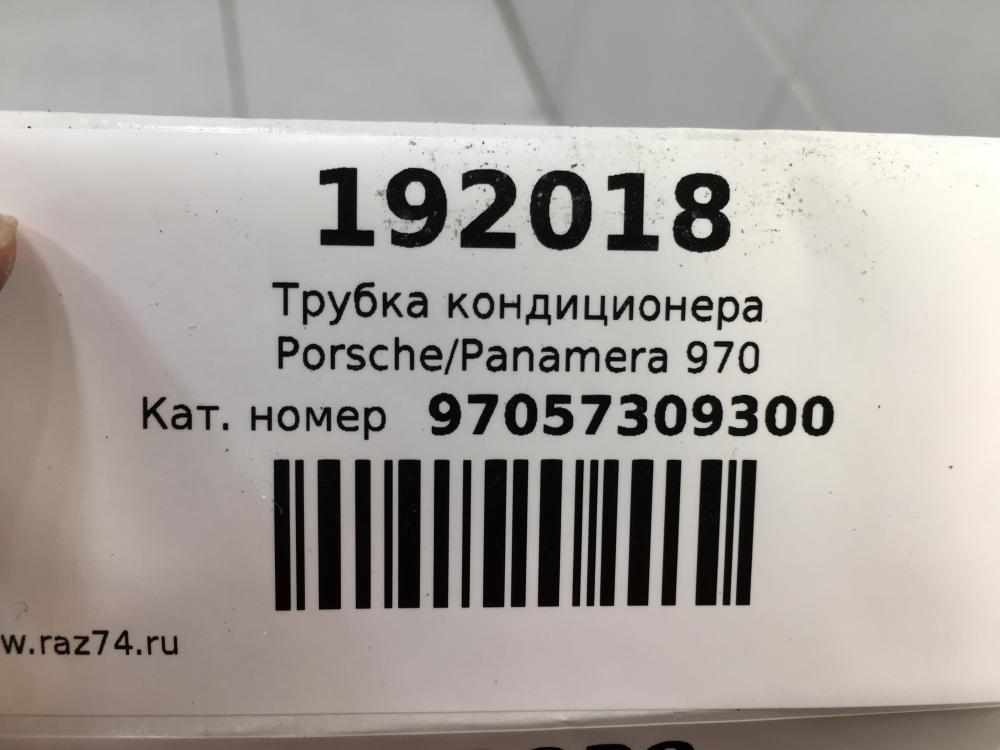 192018
Трубка кондиционера
Porsche/Panamera 970
Кат. номер 97057309300
w.raz74.ru